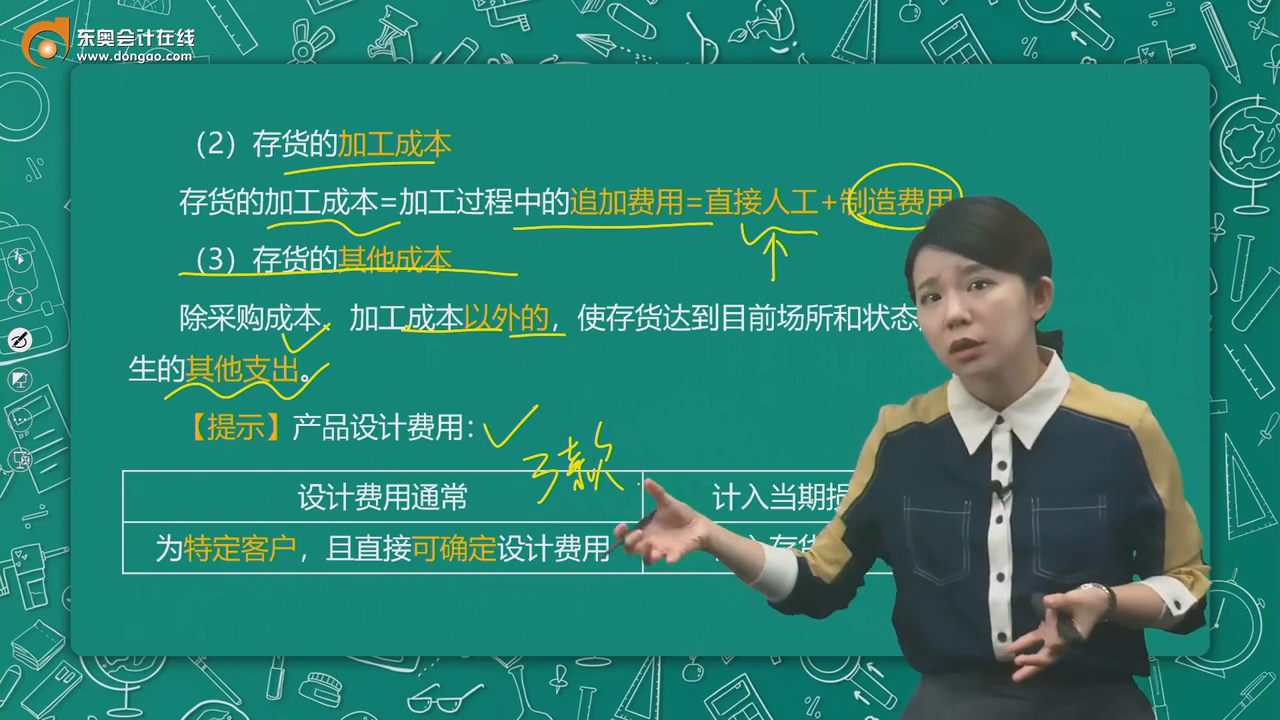 东奥会计在线
www.dongao.com
(2)存货的加工成本
存货的加工成本=加工过程中的追加费用=直接人工+制造费用
(3)存货的其他成本
除采购成本、加工成本以外的，使存货达到目前场所和状态
生的其他支出。
【提示】产品设计费用：
设计费用通常 计入当期损
为特定客户，且直接可确定设计费用 存货